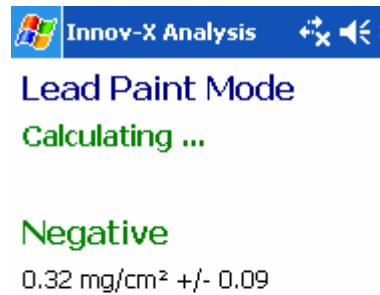 Innov-X Analysis
Lead Paint Mode
Calculating ...
Negative
0.32 mg/cm² +/- 0.09